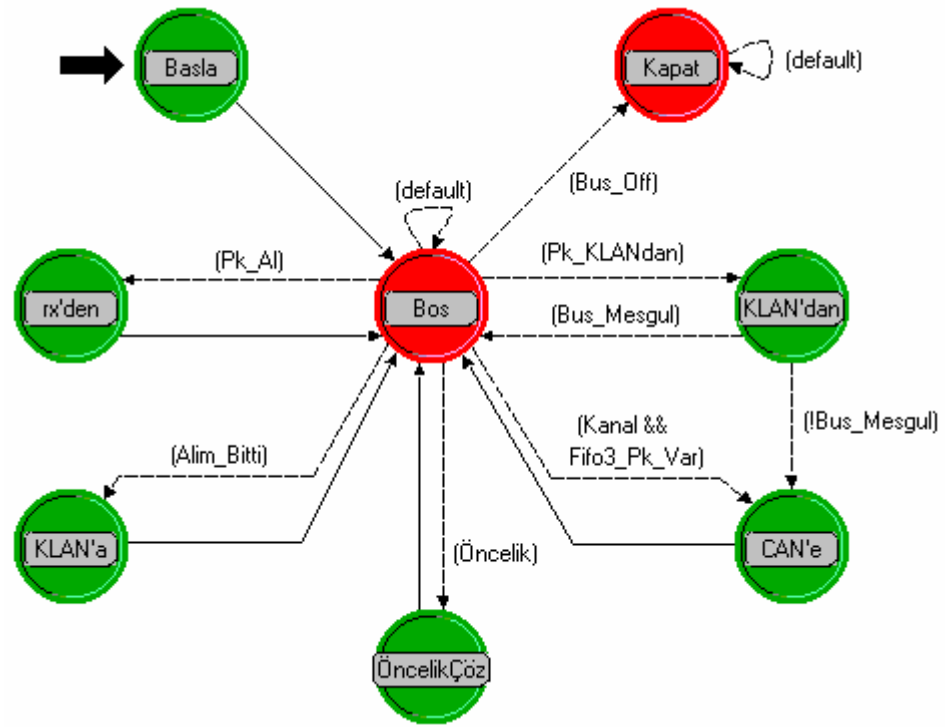 Basla
Kapat
(default)
(Bus_Off)
(default)
(Pk_Al)
(Pk_KLANdan)
rx'den
Bos
KLAN'dan
(Bus_Mesgul)
(!Bus_Mesgul)
(Kanal &&
Fifo3_Pk_Var)
(Alim_Bitti)
KLAN'a
(Öncelik)
CAN'e
ÖncelikÇöz